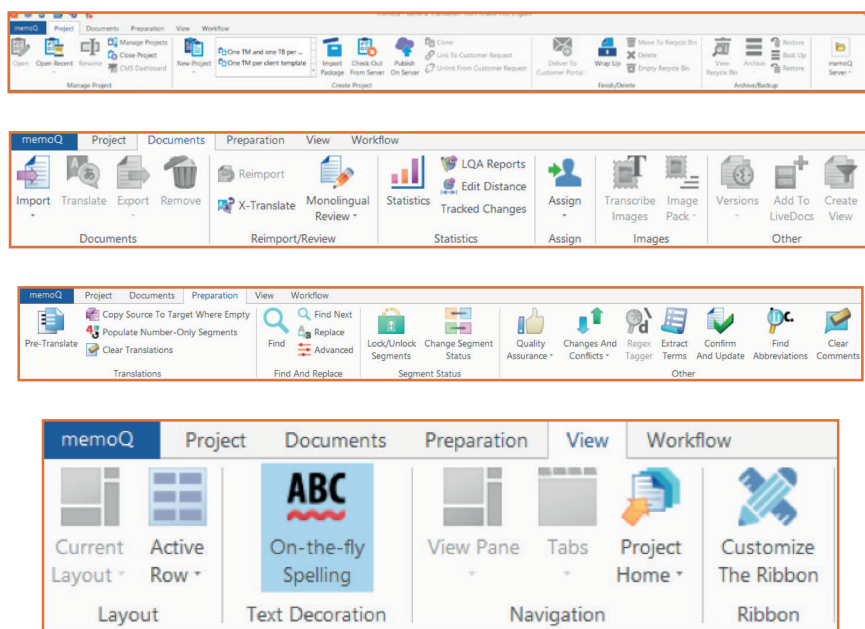 memoQ Project Documents Preparation View Workflow
Open Open Recent Rename Manage Projects
Close Project
CMS Dashboard
New Project One TM and one TB per ...
One TM per client template
Import Package Check Out From Server Publish On Server Clone
Link To Customer Request
Unlink From Customer Request
Deliver To Customer Portal Wrap Up Move To Recycle Bin
Delete
Empty Recycle Bin
View Recycle Bin Archive Restore
Back Up
Restore
memoQ Server
Manage Project Create Project Finish/Delete Archive/Backup
memoQ Project Documents Preparation View Workflow
Import Translate Export Remove
Reimport
X-Translate
Monolingual Review
Statistics
LQA Reports
Edit Distance
Tracked Changes
Assign
Transcribe Images
Image Pack
Versions
Add To LiveDocs
Create View
Documents Reimport/Review Statistics Assign Images Other
memoQ Project Documents Preparation View Workflow
Pre-Translate
Copy Source To Target Where Empty
Populate Number-Only Segments
Clear Translations
Find
Find Next
Replace
Advanced
Lock/Unlock Segments
Change Segment Status
Quality Assurance
Changes And Conflicts
Regex Tagger
Extract Terms
Confirm And Update
Find Abbreviations
Clear Comments
Translations Find And Replace Segment Status Other
memoQ Project Documents Preparation View Workflow
ABC
Current Active On-the-fly View Pane Tabs Project Customize
Layout Row Spelling Home The Ribbon
Layout Text Decoration Navigation Ribbon